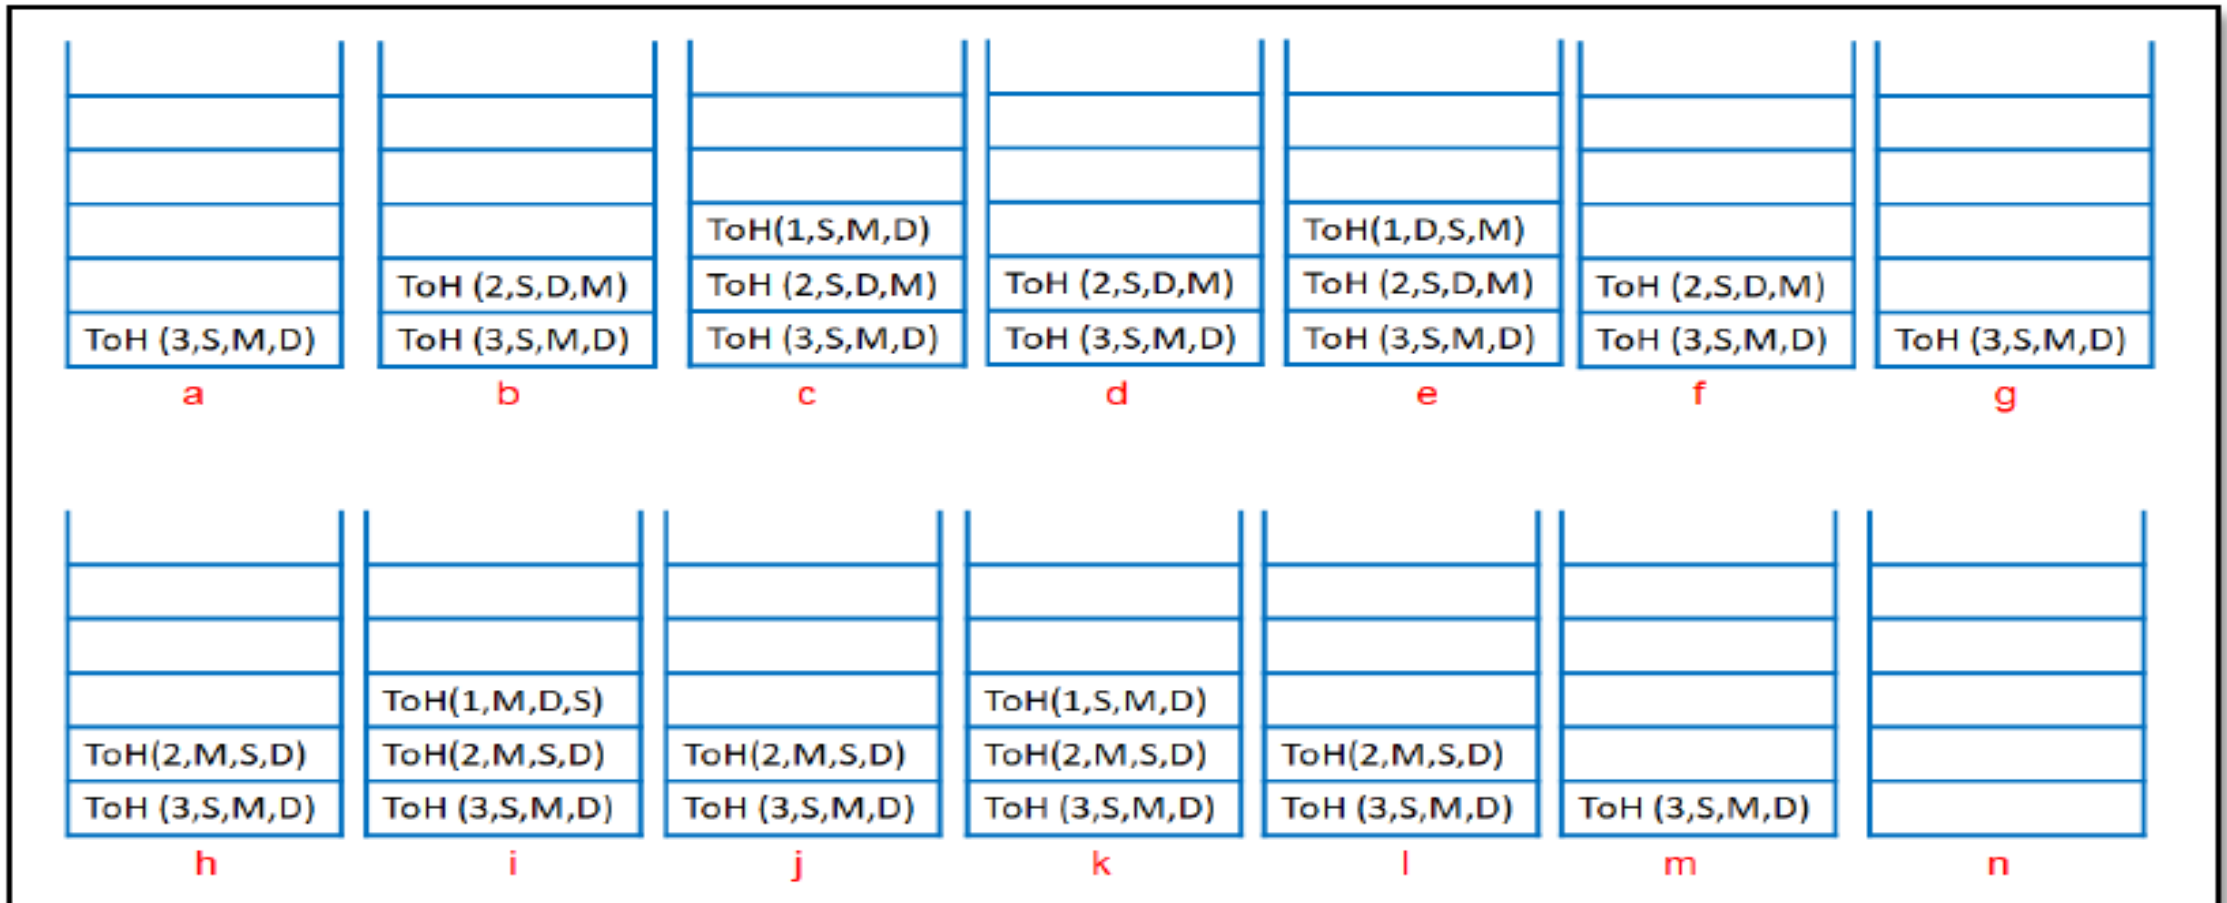 ToH(1,S,M,D) ToH(1,D,S,M)
ToH (2,S,D,M) ToH (2,S,D,M) ToH (2,S,D,M) ToH (2,S,D,M) ToH (2,S,D,M)
ToH (3,S,M,D) ToH (3,S,M,D) ToH (3,S,M,D) ToH (3,S,M,D) ToH (3,S,M,D) ToH (3,S,M,D) ToH (3,S,M,D)
a b c d e f g
ToH(1,M,D,S) ToH(1,S,M,D)
ToH(2,M,S,D) ToH(2,M,S,D) ToH(2,M,S,D) ToH(2,M,S,D) ToH(2,M,S,D)
ToH (3,S,M,D) ToH (3,S,M,D) ToH (3,S,M,D) ToH (3,S,M,D) ToH (3,S,M,D) ToH (3,S,M,D)
h i j k l m n